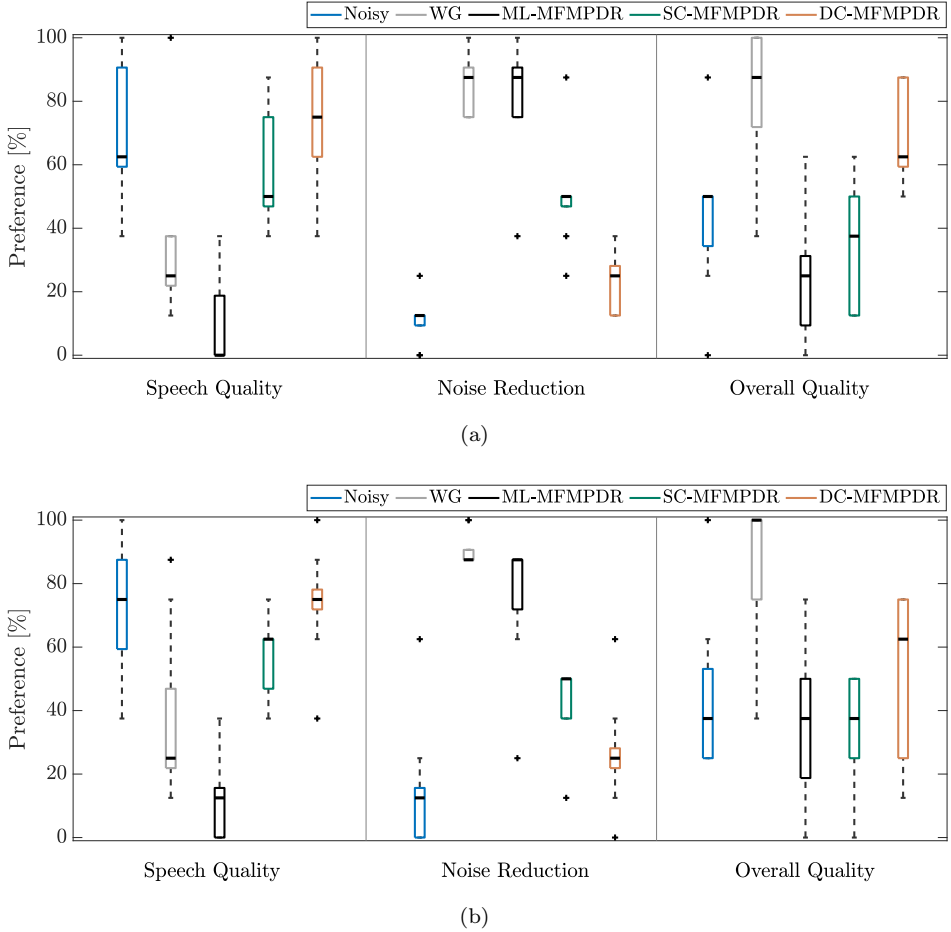 Noisy WG ML-MFMPDR SC-MFMPDR DC-MFMPDR
100
80
60
40
20
0
Preference [%]
Speech Quality Noise Reduction Overall Quality
(a)
Noisy WG ML-MFMPDR SC-MFMPDR DC-MFMPDR
100
80
60
40
20
0
Preference [%]
Speech Quality Noise Reduction Overall Quality
(b)